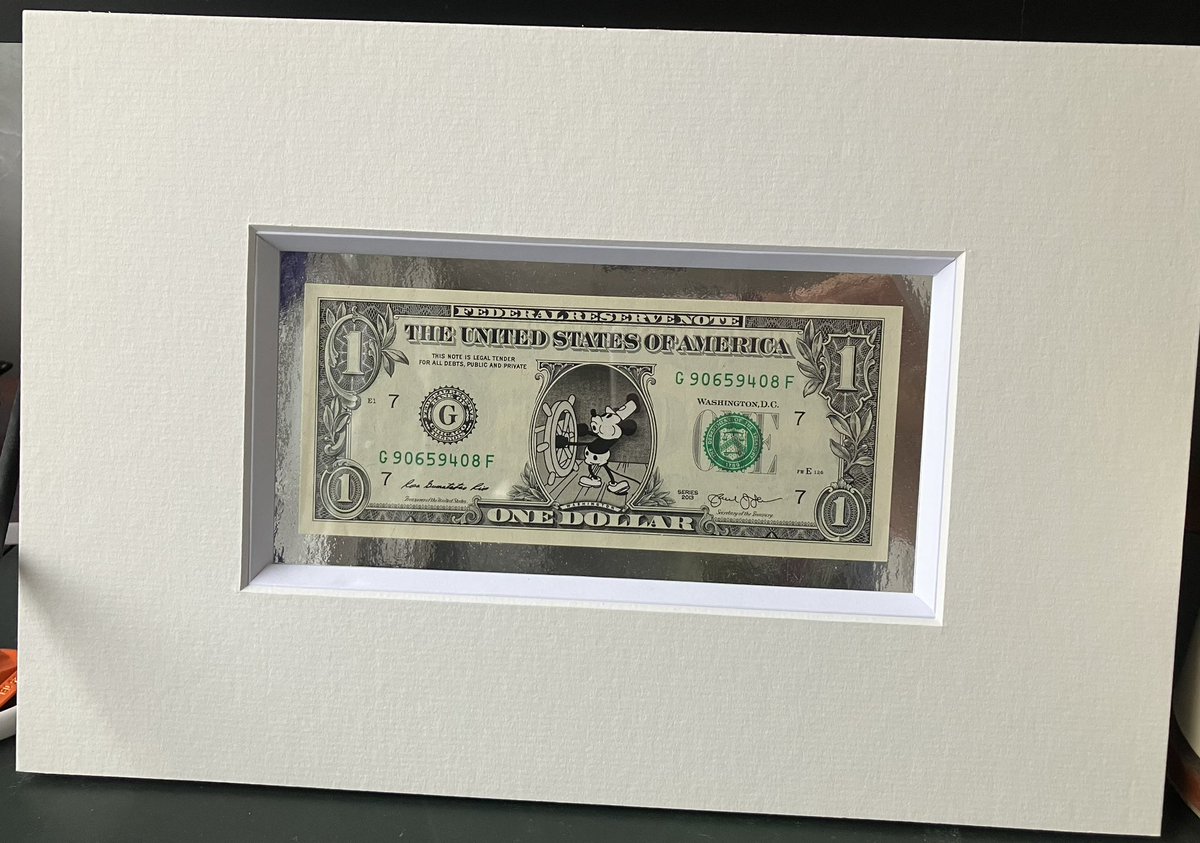 FEDERAL RESERVE NOTE
THE UNITED STATES OF AMERICA
1
1
THIS NOTE IS LEGAL TENDER
FOR ALL DEBTS, PUBLIC AND PRIVATE
G 90659408 F
E1 7
G
WASHINGTON, D.C.
ONE
1789
7
G 90659408 F
7
FW E 126
SERIES
2013
7
Treasurer of the United States.
Secretary of the Treasury.
1
WASHINGTON
ONE DOLLAR
1